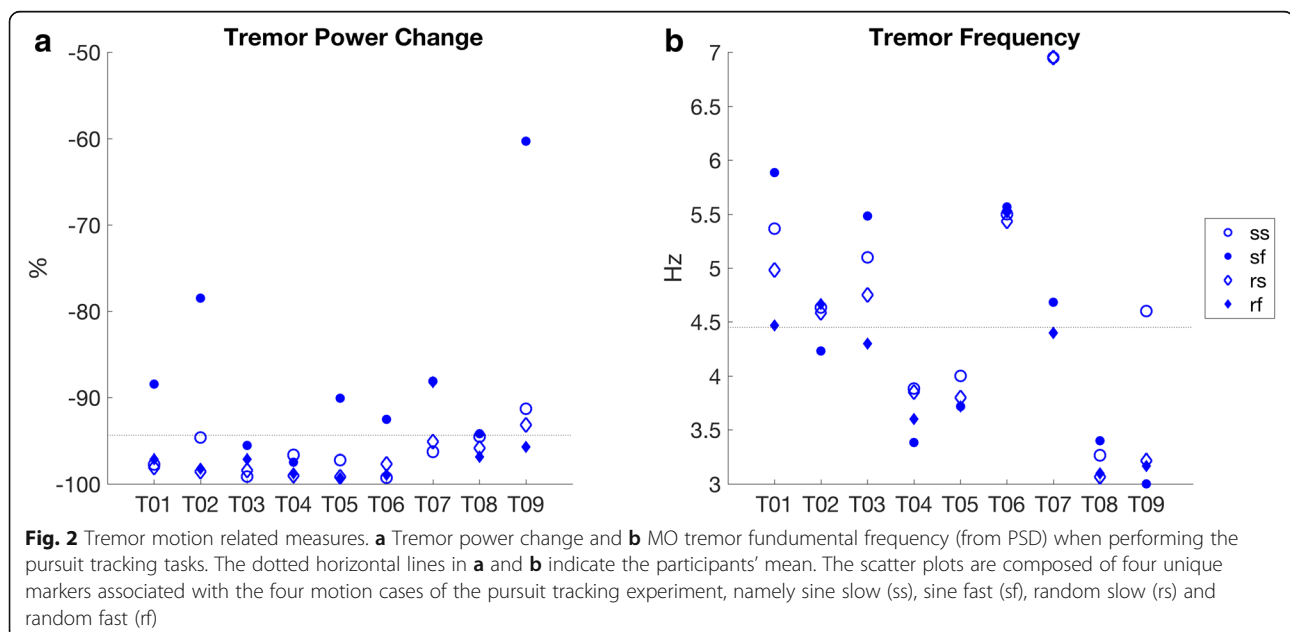 a Tremor Power Change
-50
-60
-70
-80
-90
-100
%
T01 T02 T03 T04 T05 T06 T07 T08 T09
b Tremor Frequency
7
6.5
6
5.5
5
4.5
4
3.5
3
Hz
T01 T02 T03 T04 T05 T06 T07 T08 T09
ss
sf
rs
rf
Fig. 2 Tremor motion related measures. a Tremor power change and b MO tremor fundumental frequency (from PSD) when performing the
pursuit tracking tasks. The dotted horizontal lines in a and b indicate the participants' mean. The scatter plots are composed of four unique
markers associated with the four motion cases of the pursuit tracking experiment, namely sine slow (ss), sine fast (sf), random slow (rs) and
random fast (rf)